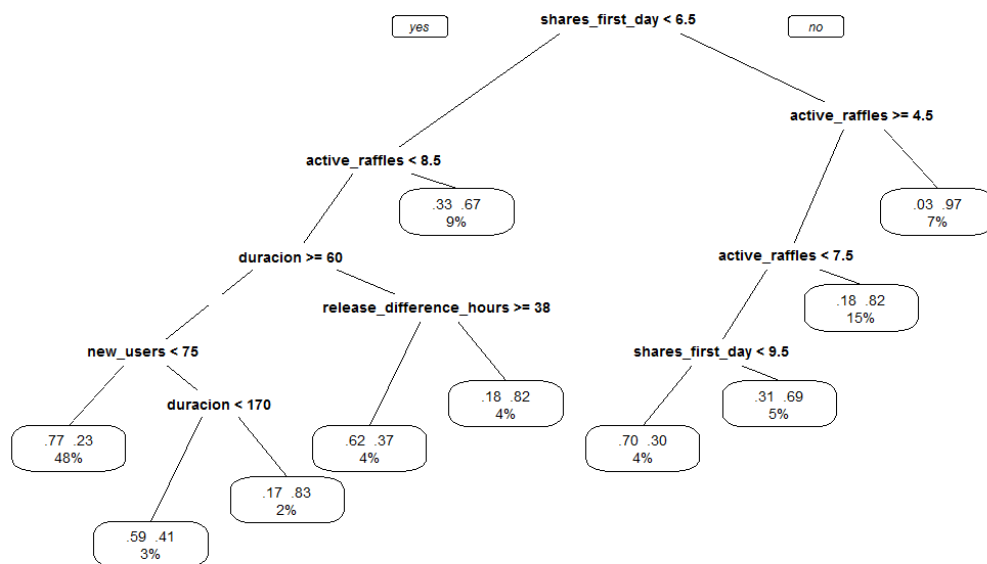 shares_first_day < 6.5
yes
no
active_raffles >= 4.5
active_raffles < 8.5
.33 .67
9%
.03 .97
7%
duracion >= 60
active_raffles < 7.5
release_difference_hours >= 38
.18 .82
15%
new_users < 75
shares_first_day < 9.5
duracion < 170
.18 .82
4%
.31 .69
5%
.77 .23
48%
.62 .37
4%
.70 .30
4%
.17 .83
2%
.59 .41
3%